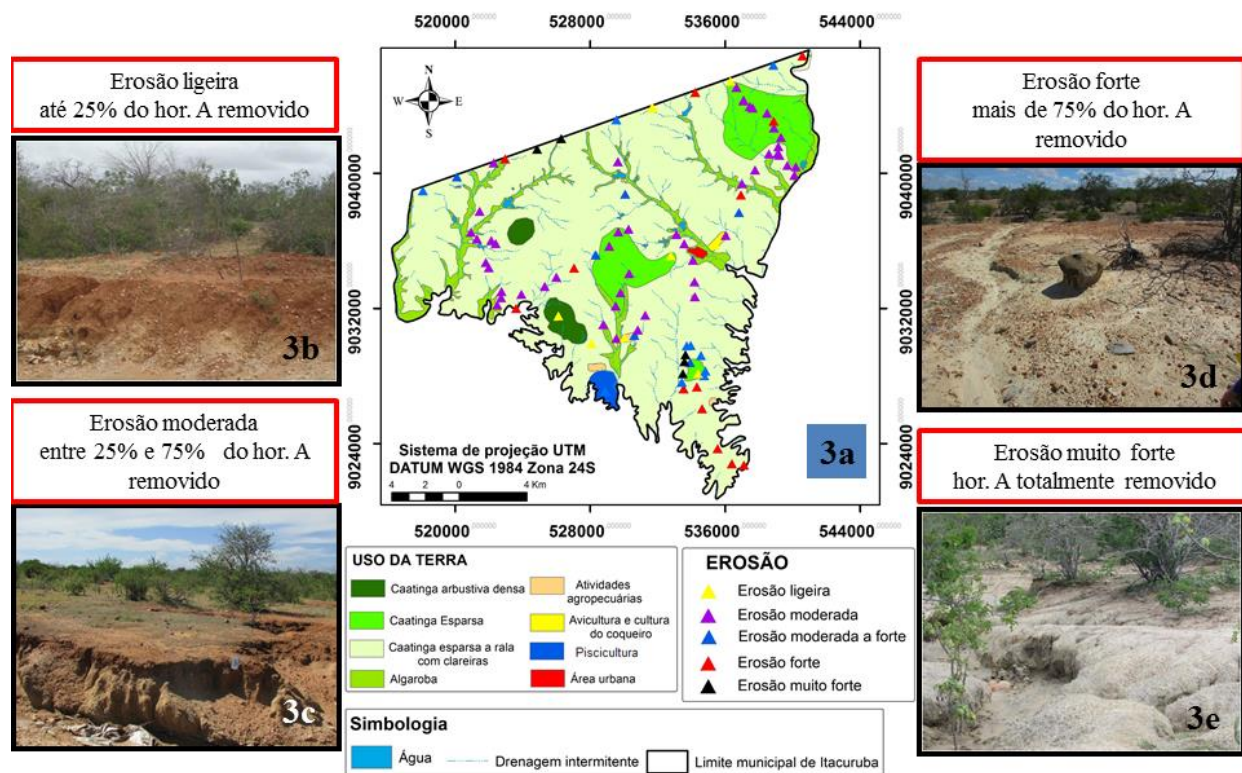 Erosão ligeira
até 25% do hor. A removido
3b
Erosão moderada
entre 25% e 75% do hor. A
removido
3c
520000
528000
536000
544000
N
W
E
S
9040000
9032000
9024000
9040000
9032000
9024000
Sistema de projeção UTM
DATUM WGS 1984 Zona 24S
4 2 0 4 Km
3a
520000
528000
536000
544000
USO DA TERRA
Caatinga arbustiva densa
Caatinga Esparsa
Caatinga esparsa a rala
com clareiras
Algaroba
Atividades
agropecuárias
Avicultura e cultura
do coqueiro
Piscicultura
Área urbana
EROSÃO
Erosão ligeira
Erosão moderada
Erosão moderada a forte
Erosão forte
Erosão muito forte
Simbologia
Água
Drenagem intermitente
Limite municipal de Itacuruba
Erosão forte
mais de 75% do hor. A
removido
3d
Erosão muito forte
hor. A totalmente removido
3e